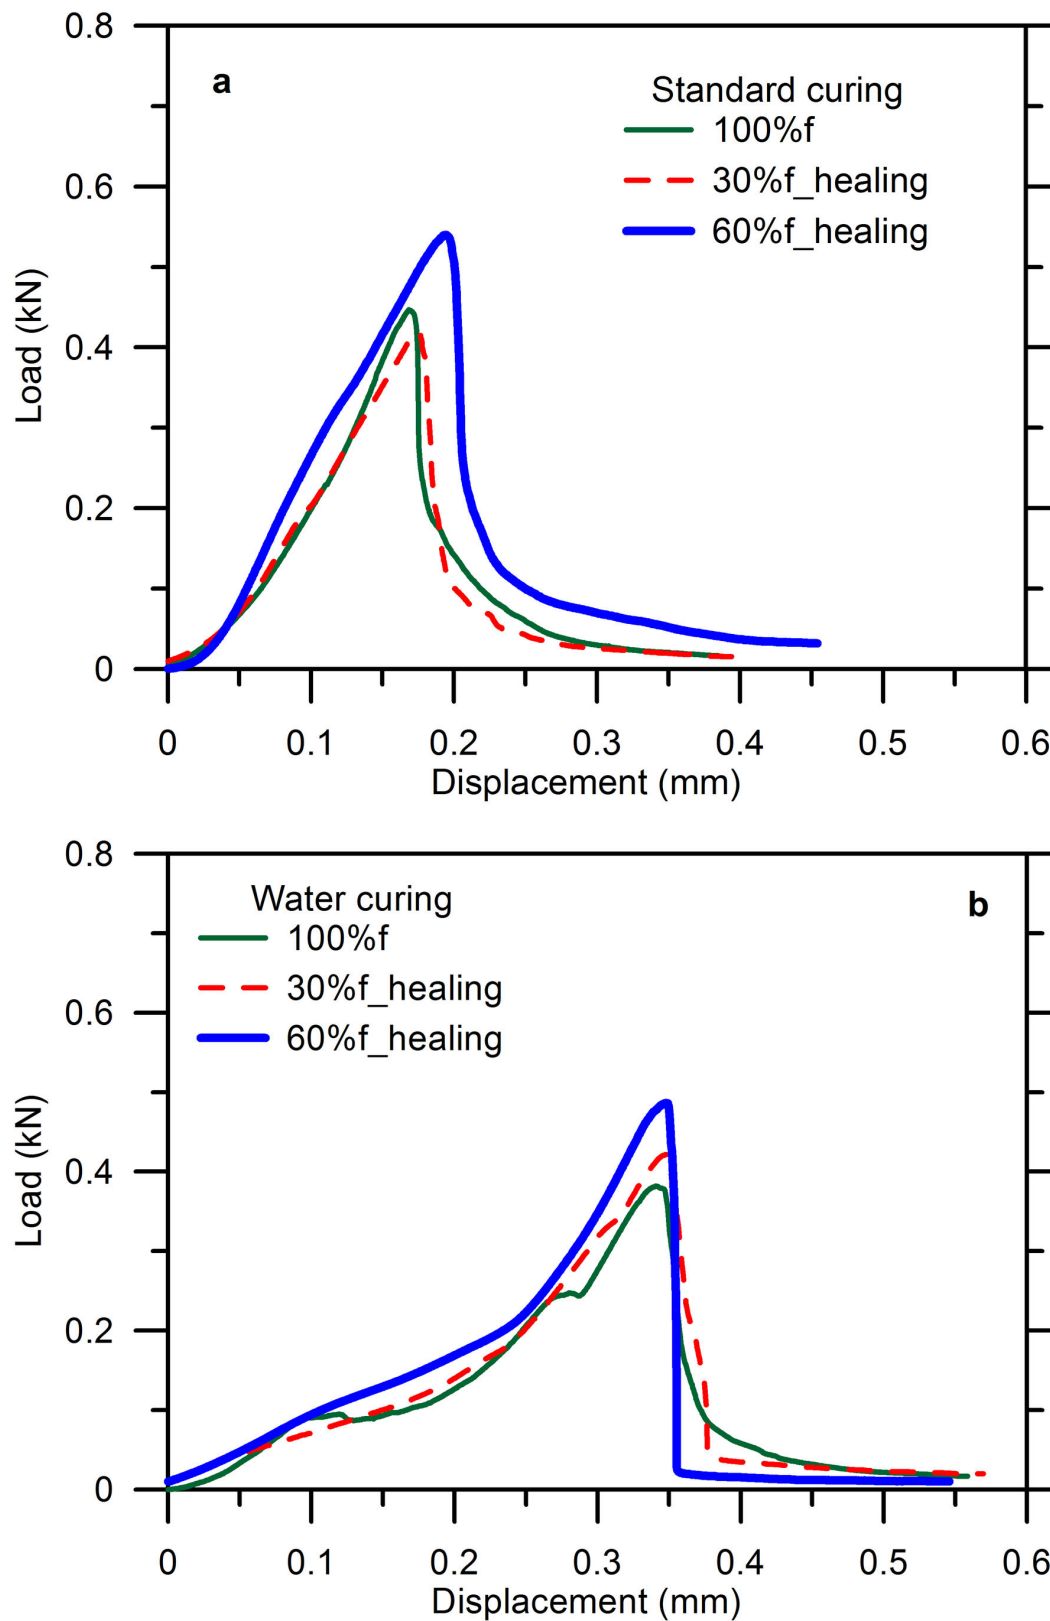 0.8
a
Standard curing
100%f
30%f_healing
60%f_healing
0.6
0.4
0.2
0
Load (kN)
0 0.1 0.2 0.3 0.4 0.5 0.6
Displacement (mm)
0.8
Water curing
b
100%f
30%f_healing
60%f_healing
0.6
0.4
0.2
0
Load (kN)
0 0.1 0.2 0.3 0.4 0.5 0.6
Displacement (mm)